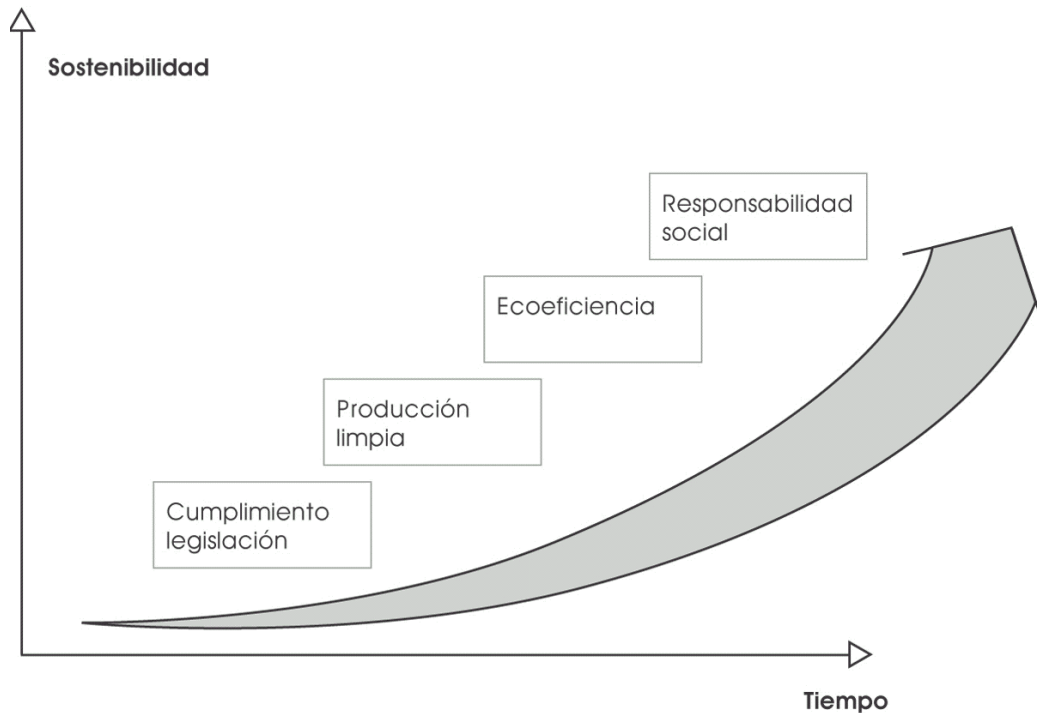 Sostenibilidad
Responsabilidad
social
Ecoeficiencia
Producción
limpia
Cumplimiento
legislación
Tiempo